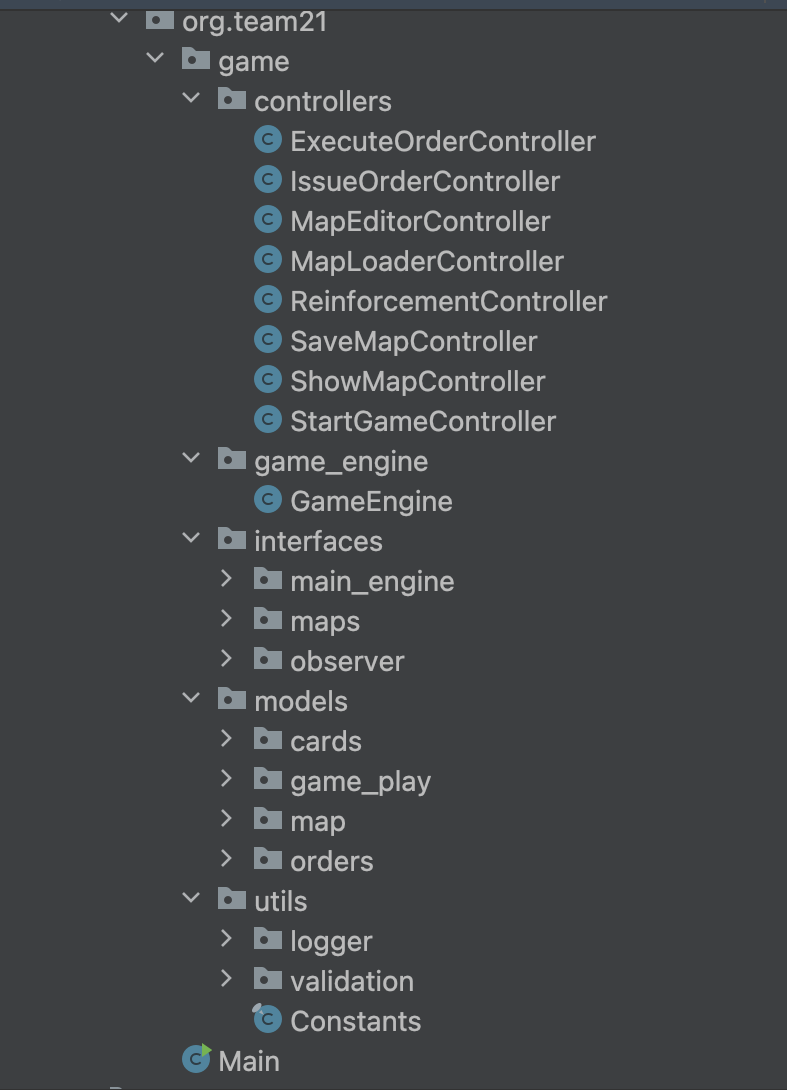 org.team21
game
controllers
ExecuteOrderController
IssueOrderController
MapEditorController
MapLoaderController
ReinforcementController
SaveMapController
ShowMapController
StartGameController
game_engine
GameEngine
interfaces
main_engine
maps
observer
models
cards
game_play
map
orders
utils
logger
validation
Constants
Main